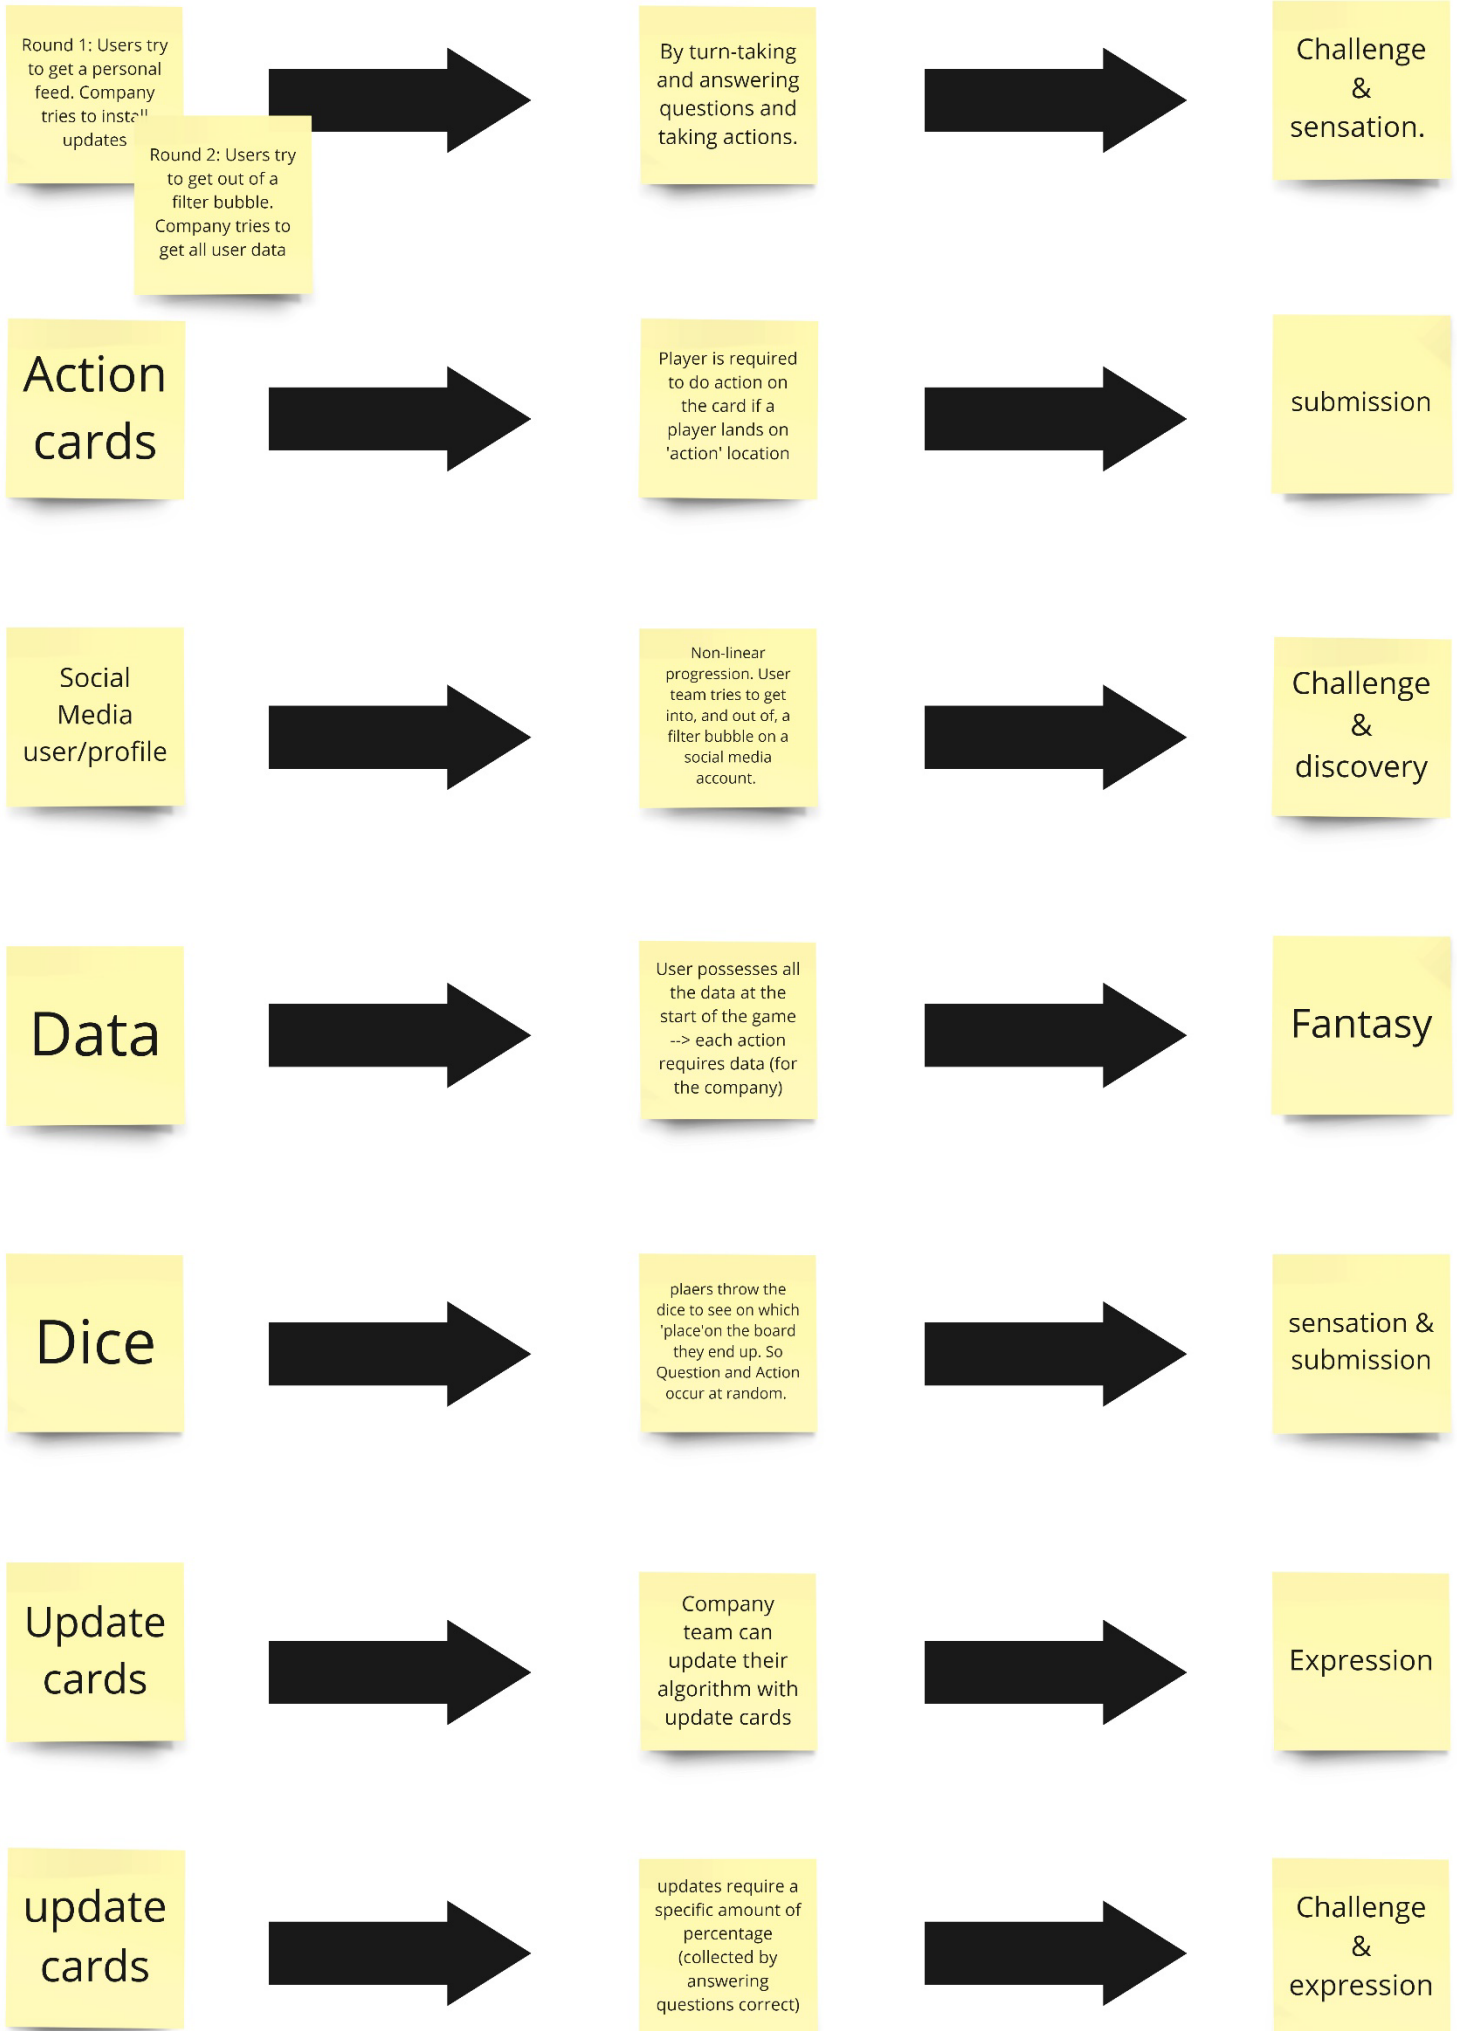 Round 1: Users try
to get a personal
feed. Company
tries to install
updates
Round 2: Users try
to get out of a
filter bubble.
Company tries to
get all user data
By turn-taking
and answering
questions and
taking actions.
Challenge
&
sensation.
Action
cards
Player is required
to do action on
the card if a
player lands on
'action' location
submission
Social
Media
user/profile
Non-linear
progression. User
team tries to get
into, and out of, a
filter bubble on a
social media
account.
Challenge
&
discovery
Data
User possesses all
the data at the
start of the game
--> each action
requires data (for
the company)
Fantasy
Dice
plaers throw the
dice to see on which
'place'on the board
they end up. So
Question and Action
occur at random.
sensation &
submission
Update
cards
Company
team can
update their
algorithm with
update cards
Expression
update
cards
updates require a
specific amount of
percentage
(collected by
answering
questions correct)
Challenge
&
expression